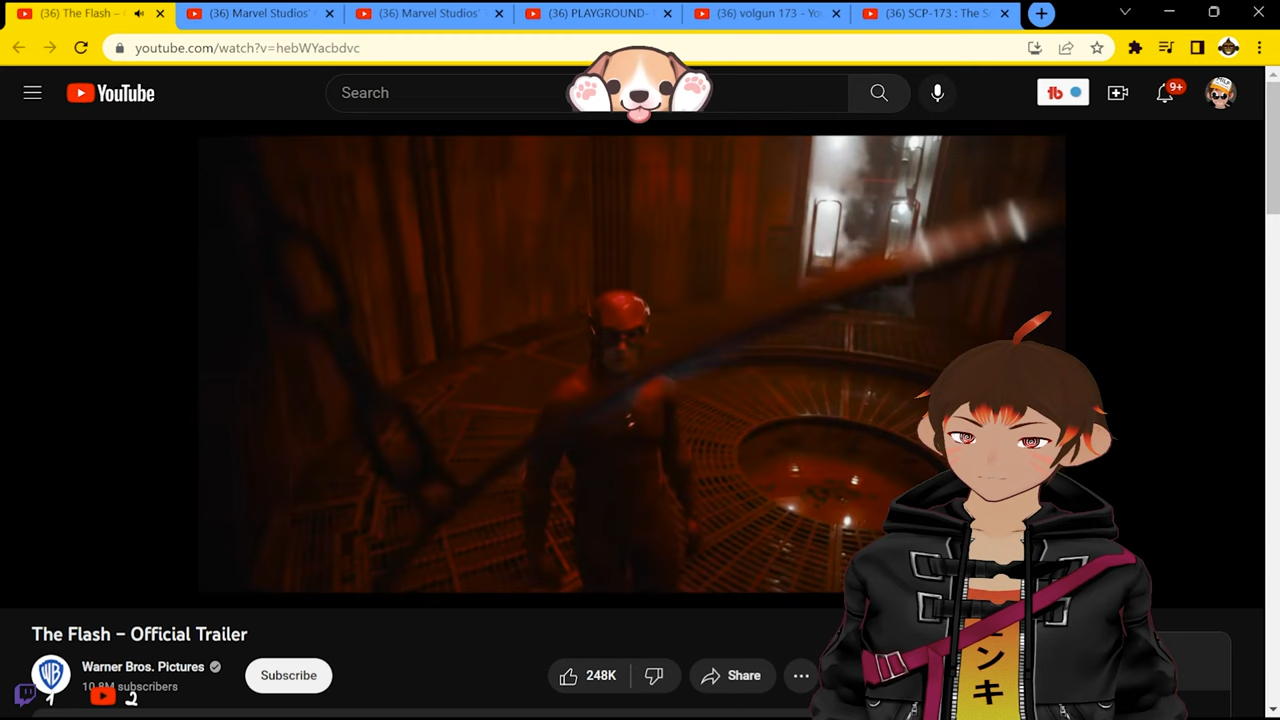 (36) The Flash –
(36) Marvel Studios'
(36) Marvel Studios'
(36) PLAYGROUND-
(36) volgun 173 - Yo
(36) SCP-173 : The S
youtube.com/watch?v=hebWYacbdvc
YouTube
Search
9+
The Flash – Official Trailer
Warner Bros. Pictures
10.8M subscribers
Subscribe
248K
Share
2
ンキ